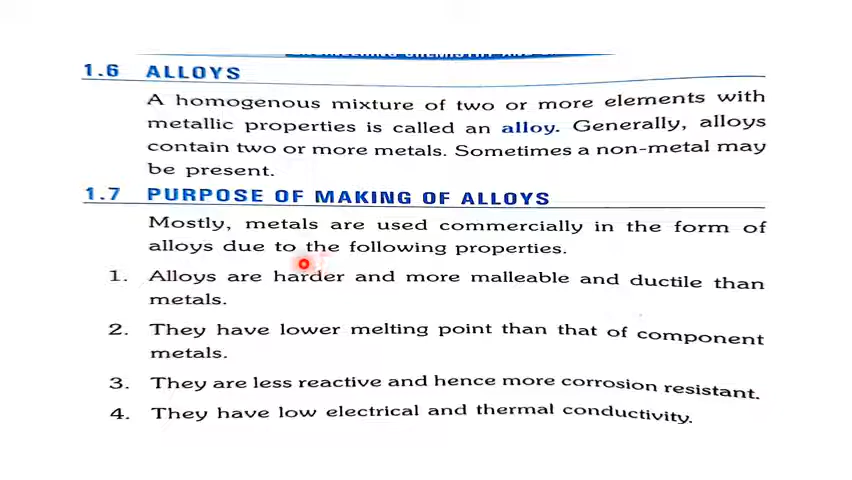 1.6 ALLOYS
A homogenous mixture of two or more elements with
metallic properties is called an alloy. Generally, alloys
contain two or more metals. Sometimes a non-metal may
be present.
1.7 PURPOSE OF MAKING OF ALLOYS
Mostly, metals are used commercially in the form of
alloys due to the following properties.
1. Alloys are harder and more malleable and ductile than
metals.
2. They have lower melting point than that of component
metals.
3. They are less reactive and hence more corrosion resistant.
4. They have low electrical and thermal conductivity.